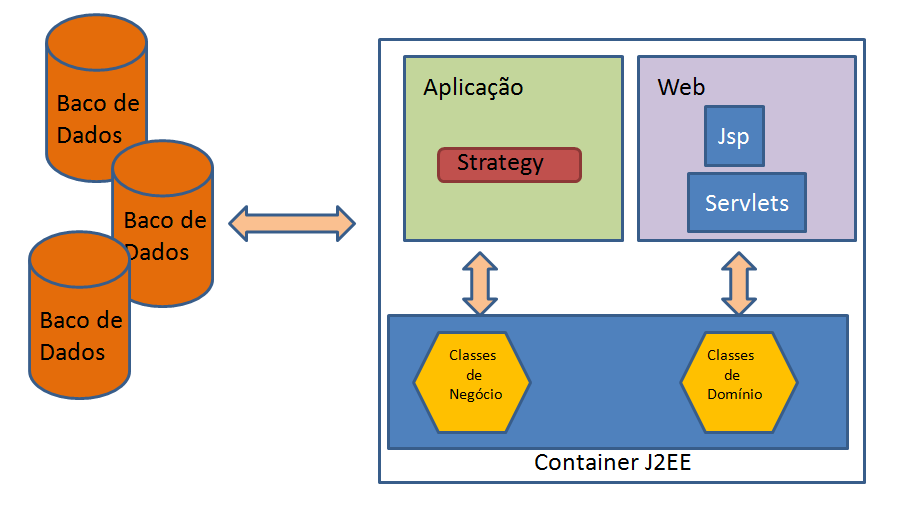 Baco de
Dados
Baco de
Dados
Baco de
Dados
Aplicação
Strategy
Web
Jsp
Servlets
Classes
de
Negócio
Classes
de
Domínio
Container J2EE